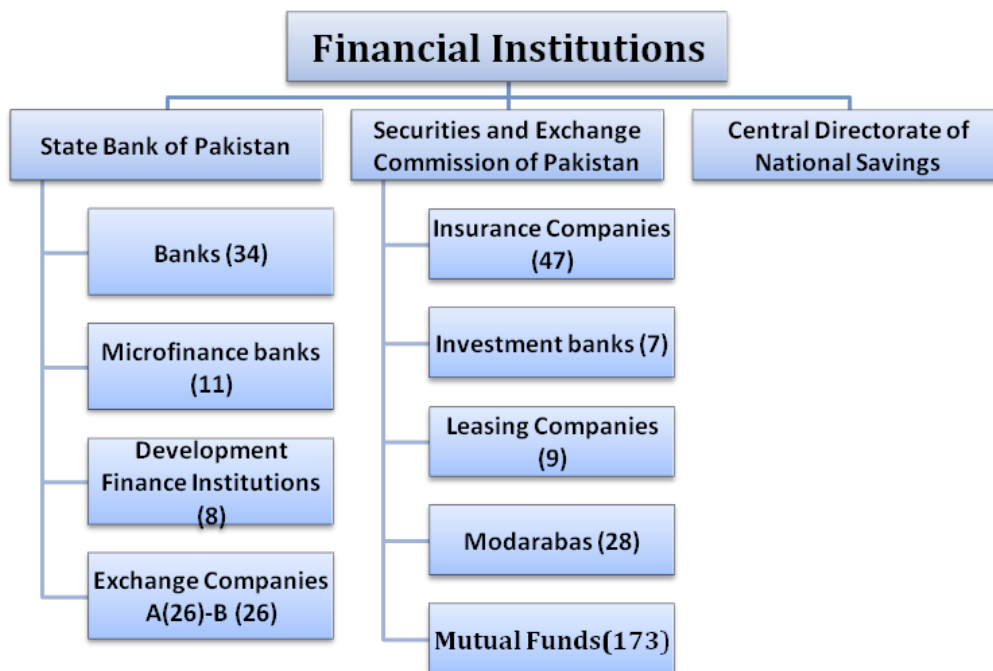 Financial Institutions
State Bank of Pakistan
Banks (34)
Microfinance banks
(11)
Development
Finance Institutions
(8)
Exchange Companies
A(26)-B (26)
Securities and Exchange
Commission of Pakistan
Insurance Companies
(47)
Investment banks (7)
Leasing Companies
(9)
Modarabas (28)
Mutual Funds(173)
Central Directorate of
National Savings